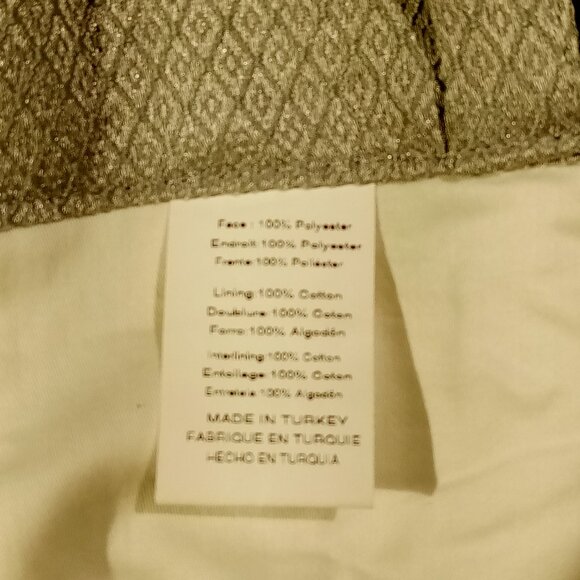 Face : 100% Polyester
Endroit: 100% Polyester
Frente: 100% Poliéster
Lining: 100% Cotton
Doublure: 100% Coton
Forro: 100% Algodón
Interlining: 100% Cotton
Entoilage: 100% Coton
Entretela: 100% Algodón
MADE IN TURKEY
FABRIQUE EN TURQUIE
HECHO EN TURQUIA